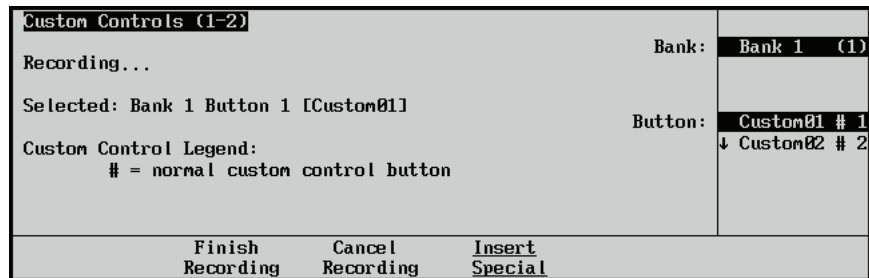 Custom Controls (1-2)
Bank: Bank 1 (1)
Recording...
Selected: Bank 1 Button 1 [Custom01]
Button: Custom01 # 1
Custom Control Legend: ↓ Custom02 # 2
# = normal custom control button
Finish Cancel Insert
Recording Recording Special